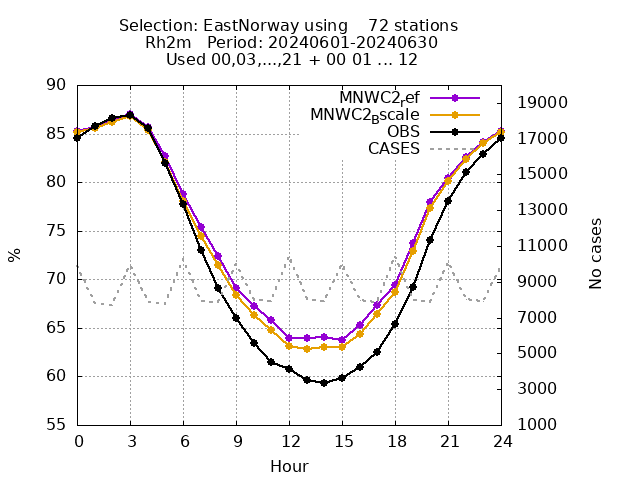 Selection: EastNorway using    72 stations
Rh2m   Period: 20240601-20240630
Used 00,03,...,21 + 00 01 ... 12
MNWC2ref
MNWC2Bscale
OBS
CASES
90
85
80
75
70
65
60
55
%
19000
17000
15000
13000
11000
9000
7000
5000
3000
1000
No cases
0 3 6 9 12 15 18 21 24
Hour